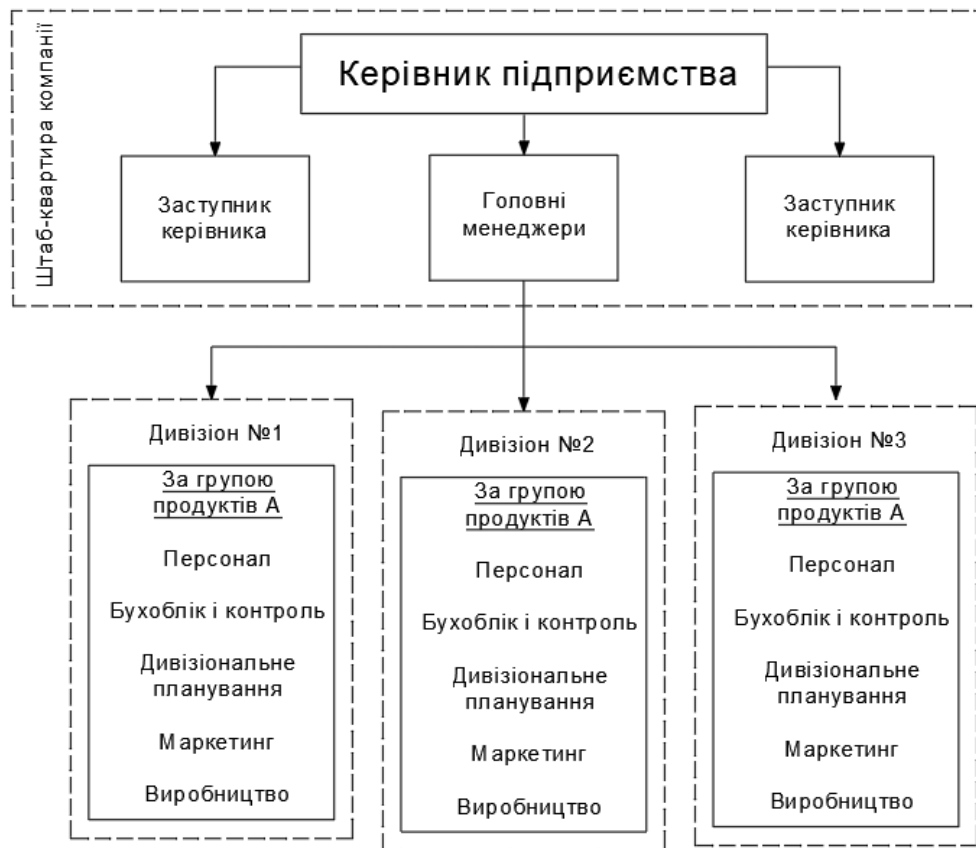 Штаб-квартира компанії
Керівник підприємства
Заступник
керівника
Головні
менеджери
Заступник
керівника
Дивізіон №1
За групою
продуктів А
Персонал
Бухоблік і контроль
Дивізіональне
планування
Маркетинг
Виробництво
Дивізіон №2
За групою
продуктів А
Персонал
Бухоблік і контроль
Дивізіональне
планування
Маркетинг
Виробництво
Дивізіон №3
За групою
продуктів А
Персонал
Бухоблік і контроль
Дивізіональне
планування
Маркетинг
Виробництво